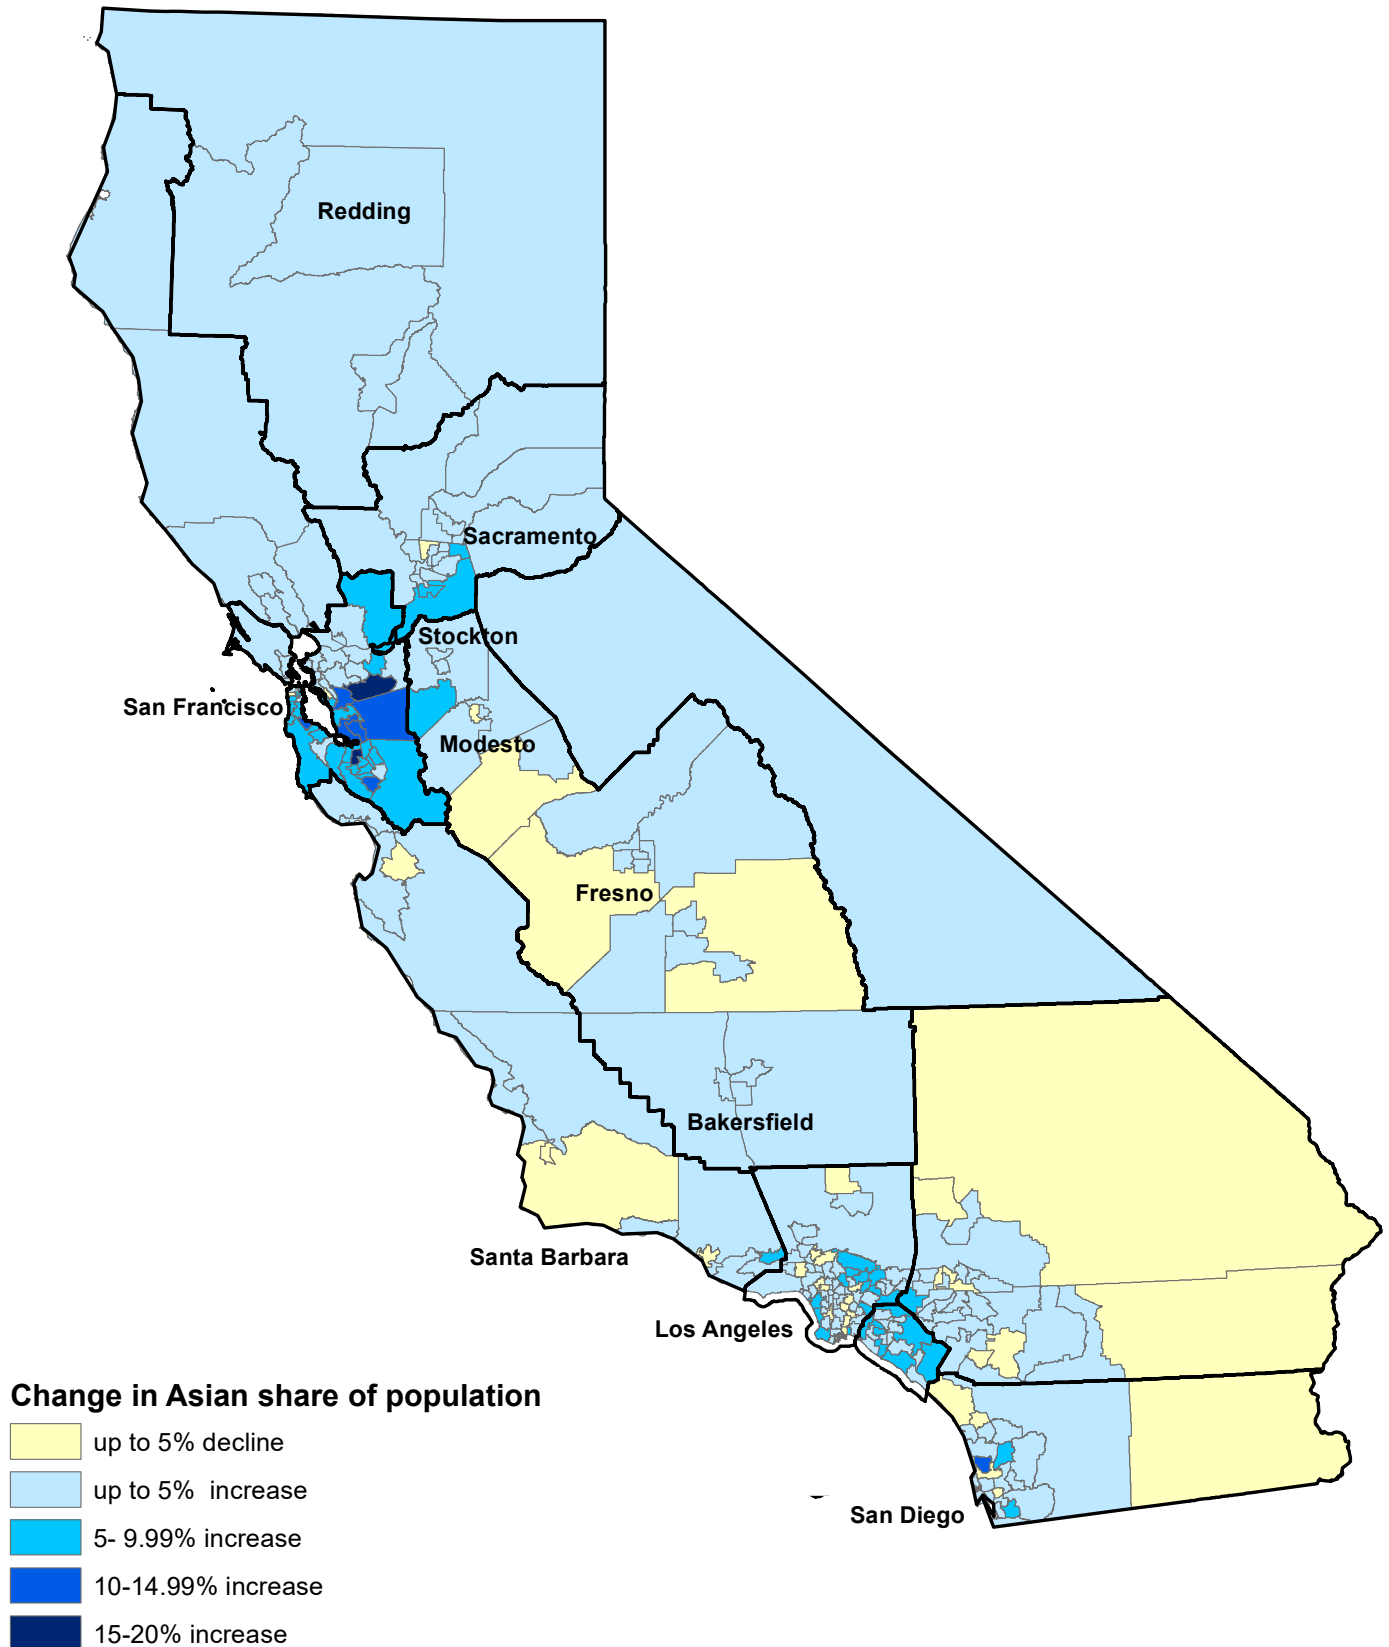 Redding
Sacramento
Stockton
San Francisco
Modesto
Fresno
Bakersfield
Santa Barbara
Los Angeles
San Diego
Change in Asian share of population
up to 5% decline
up to 5%  increase
5- 9.99% increase
10-14.99% increase
15-20% increase